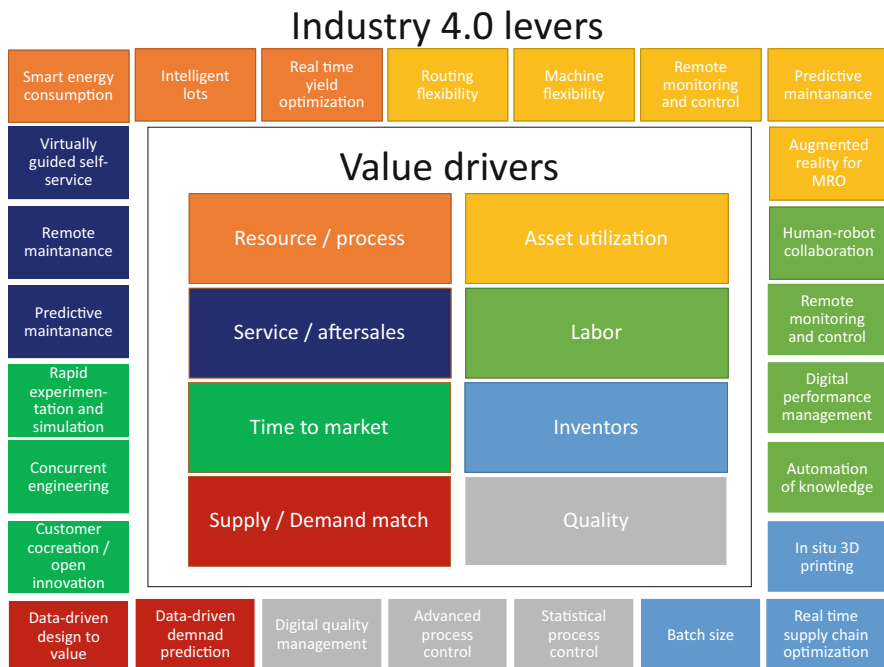 Industry 4.0 levers
Smart energy
consumption
Intelligent
lots
Real time
yield
optimization
Routing
flexibility
Machine
flexibility
Remote
monitoring
and control
Predictive
maintanance
Virtually
guided self-
service
Remote
maintanance
Predictive
maintanance
Rapid
experimen-
tation and
simulation
Concurrent
engineering
Customer
cocreation /
open
innovation
Value drivers
Resource / process
Asset utilization
Service / aftersales
Labor
Time to market
Inventors
Supply / Demand match
Quality
Augmented
reality for
MRO
Human-robot
collaboration
Remote
monitoring
and control
Digital
performance
management
Automation
of knowledge
In situ 3D
printing
Data-driven
design to
value
Data-driven
demnad
prediction
Digital quality
management
Advanced
process
control
Statistical
process
control
Batch size
Real time
supply chain
optimization